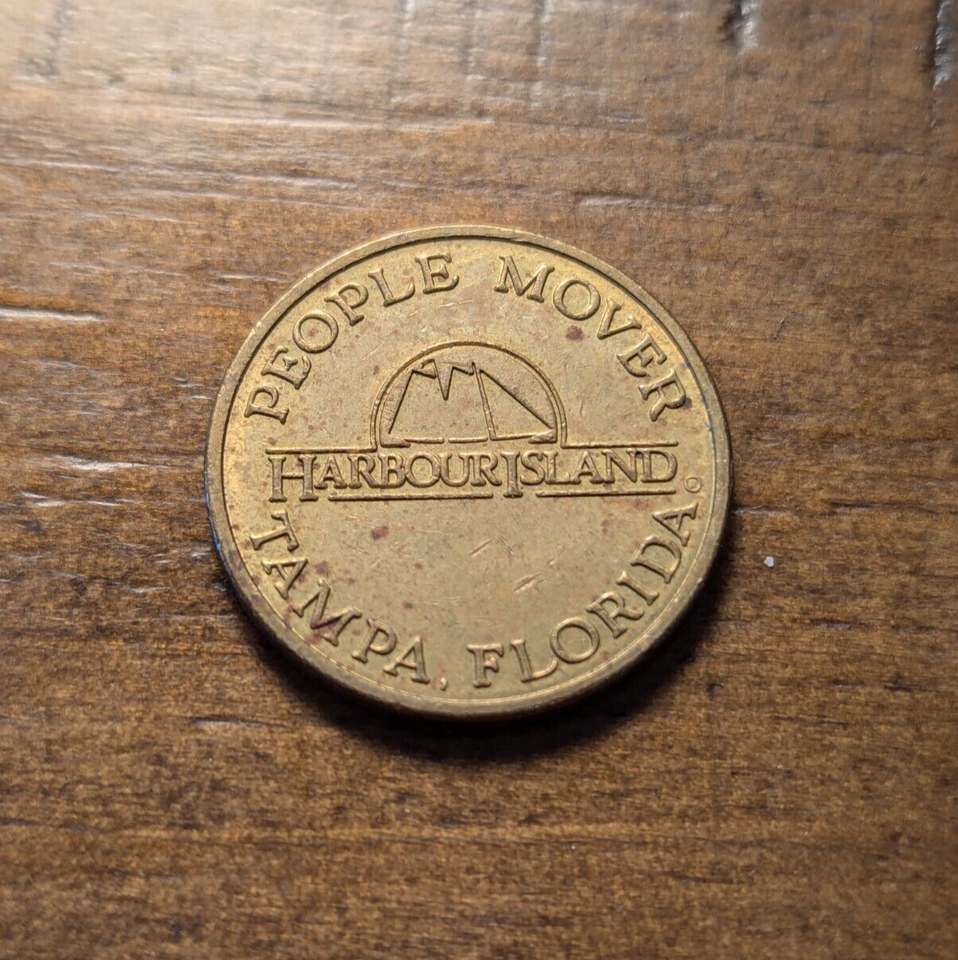 PEOPLE MOVER
HARBOUR ISLAND
TAMPA, FLORIDA